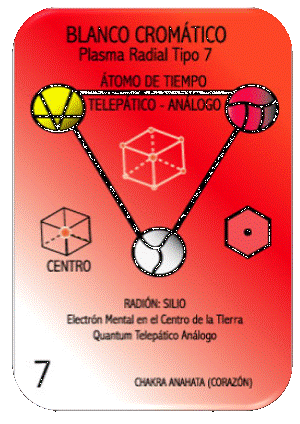 BLANCO CROMÁTICO
Plasma Radial Tipo 7
ÁTOMO DE TIEMPO
TELEPÁTICO - ANÁLOGO
CENTRO
RADIÓN: SILIO
Electrón Mental en el Centro de la Tierra
Quantum Telepático Análogo
7
CHAKRA ANAHATA (CORAZÓN)